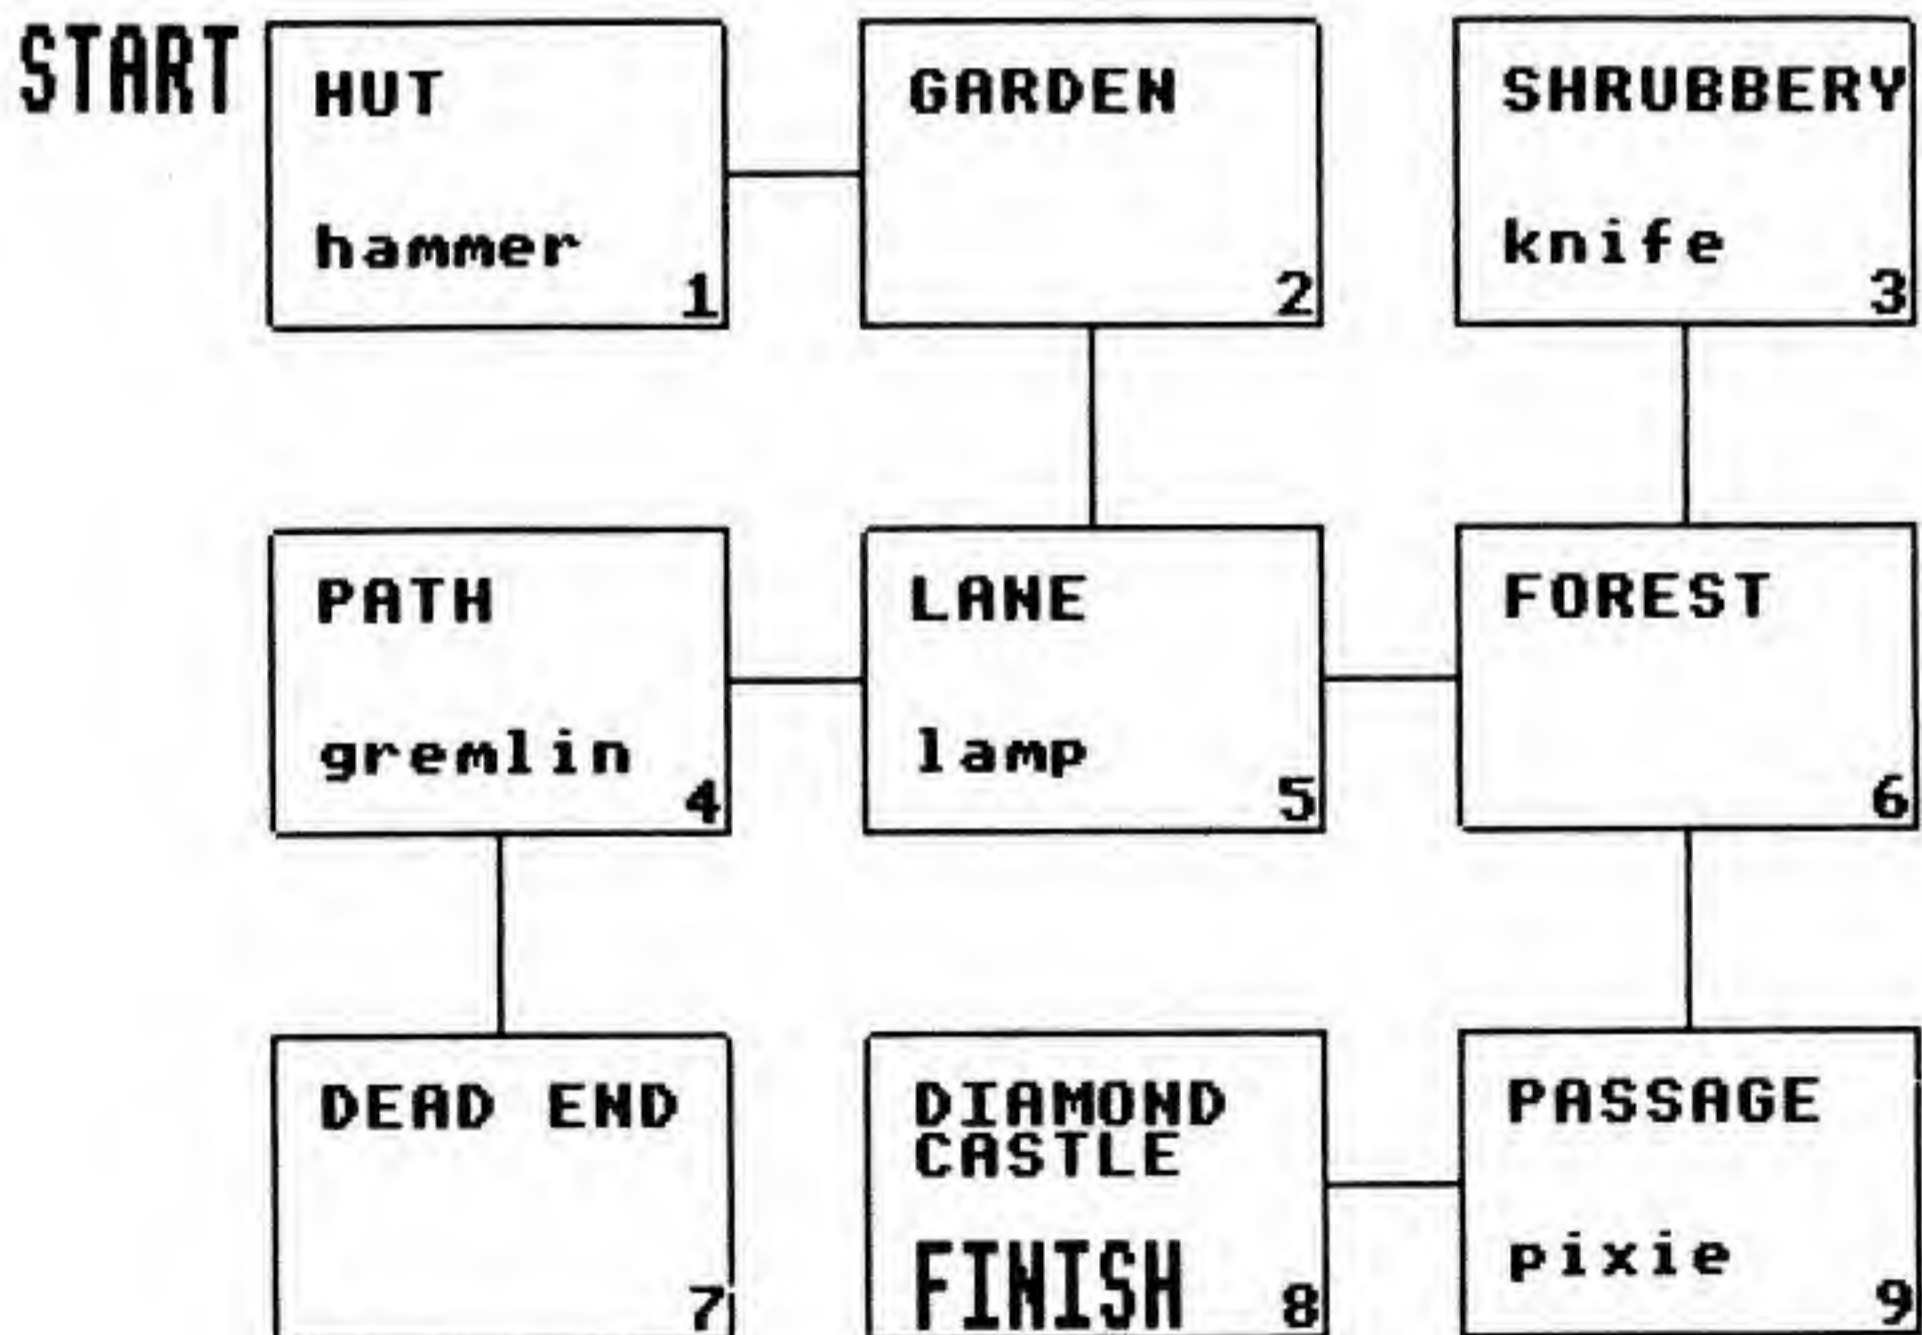 START
HUT
hammer
1
GARDEN
2
SHRUBBERY
knife
3
PATH
gremlin
4
LANE
lamp
5
FOREST
6
DEAD END
7
DIAMOND
CASTLE
FINISH
8
PASSAGE
pixie
9